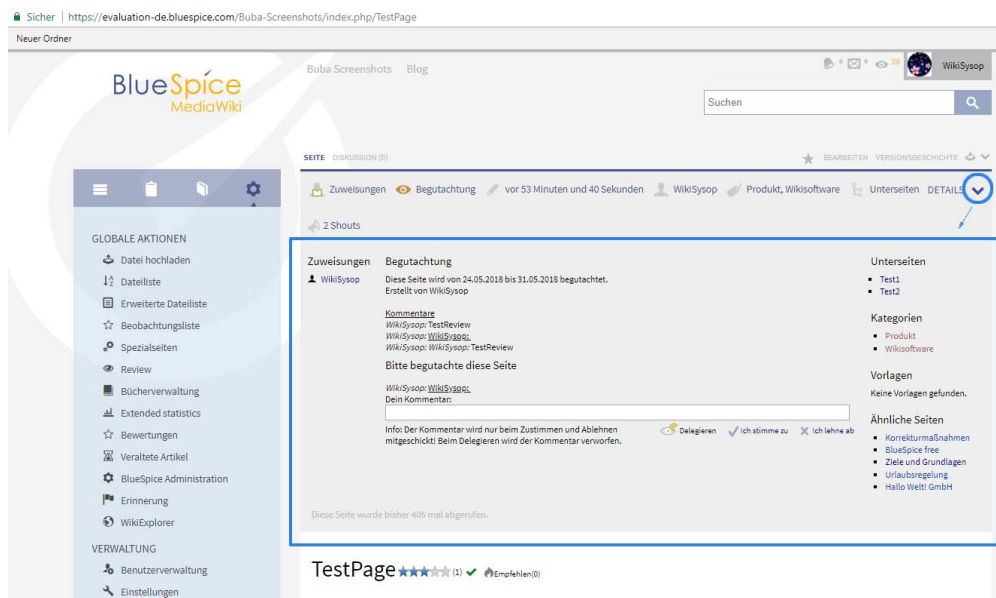 Sicher | https://evaluation-de.bluespice.com/Buba-Screenshots/index.php/TestPage
Neuer Ordner
BlueSpice
MediaWiki
Buba Screenshots Blog
0 0 28 WikiSysop
Suchen
SEITE DISKUSSION (0)
BEARBEITEN VERSIONSGESCHICHTE
Zuweisungen Begutachtung vor 53 Minuten und 40 Sekunden WikiSysop Produkt, Wikisoftware Unterseiten DETAILS
2 Shouts
GLOBALE AKTIONEN
Datei hochladen
Dateiliste
Erweiterte Dateiliste
Beobachtungsliste
Spezialseiten
Review
Bücherverwaltung
Extended statistics
Bewertungen
Veraltete Artikel
BlueSpice Administration
Erinnerung
WikiExplorer
VERWALTUNG
Benutzerverwaltung
Einstellungen
Zuweisungen
WikiSysop
Begutachtung
Diese Seite wird von 24.05.2018 bis 31.05.2018 begutachtet.
Erstellt von WikiSysop
Kommentare
WikiSysop: TestReview
WikiSysop: WikiSysop:
WikiSysop: WikiSysop: TestReview
Bitte begutachte diese Seite
WikiSysop: WikiSysop:
Dein Kommentar:
Info: Der Kommentar wird nur beim Zustimmen und Ablehnen
mitgeschickt! Beim Delegieren wird der Kommentar verworfen.
Delegieren Ich stimme zu Ich lehne ab
Diese Seite wurde bisher 405 mal abgerufen.
Unterseiten
Test1
Test2
Kategorien
Produkt
Wikisoftware
Vorlagen
Keine Vorlagen gefunden.
Ähnliche Seiten
Korrekturmaßnahmen
BlueSpice free
Ziele und Grundlagen
Urlaubsregelung
Hallo Welt! GmbH
TestPage (1) Empfehlen(0)